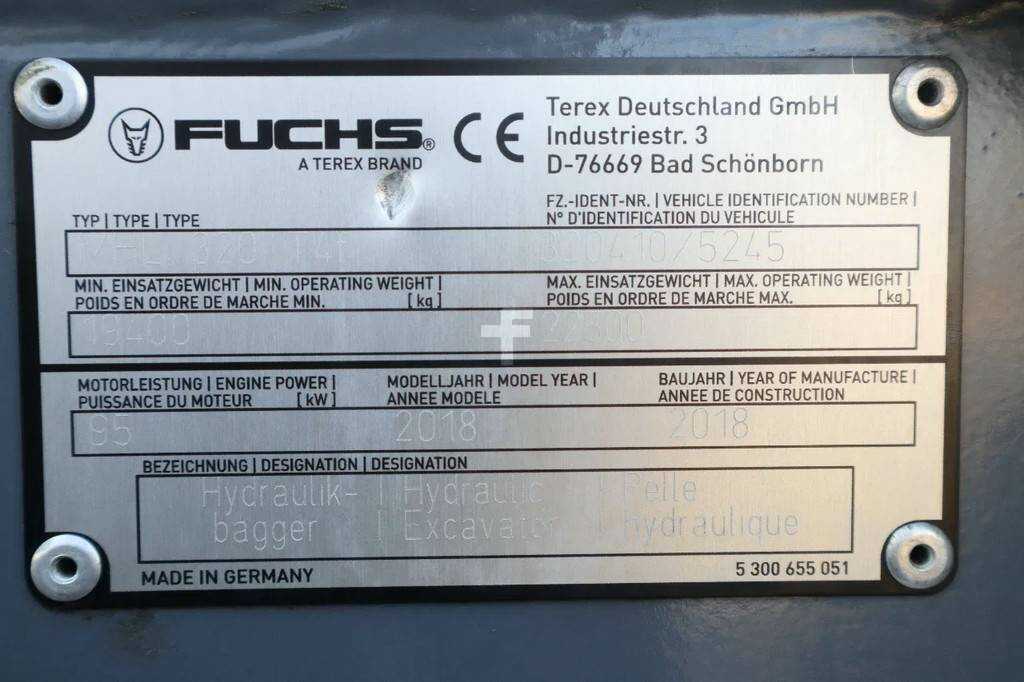 FUCHS®
A TEREX BRAND
CE
Terex Deutschland GmbH
Industriestr. 3
D-76669 Bad Schönborn
TYP | TYPE | TYPE
FZ.-IDENT-NR. | VEHICLE IDENTIFICATION NUMBER |
N° D'IDENTIFICATION DU VEHICULE
MHL 320 T4f
/5245
MIN. EINSATZGEWICHT | MIN. OPERATING WEIGHT |
POIDS EN ORDRE DE MARCHE MIN. [kg]
MAX. EINSATZGEWICHT | MAX. OPERATING WEIGHT |
POIDS EN ORDRE DE MARCHE MAX. [kg]
19400
MOTORLEISTUNG | ENGINE POWER |
PUISSANCE DU MOTEUR [kW]
MODELLJAHR | MODEL YEAR |
ANNEE MODELE
BAUJAHR | YEAR OF MANUFACTURE |
ANNEE DE CONSTRUCTION
95 2018 2018
BEZEICHNUNG | DESIGNATION | DESIGNATION
Hydraulik- | Hydraulic | Pelle
bagger | Excavator | hydraulique
MADE IN GERMANY
5 300 655 051